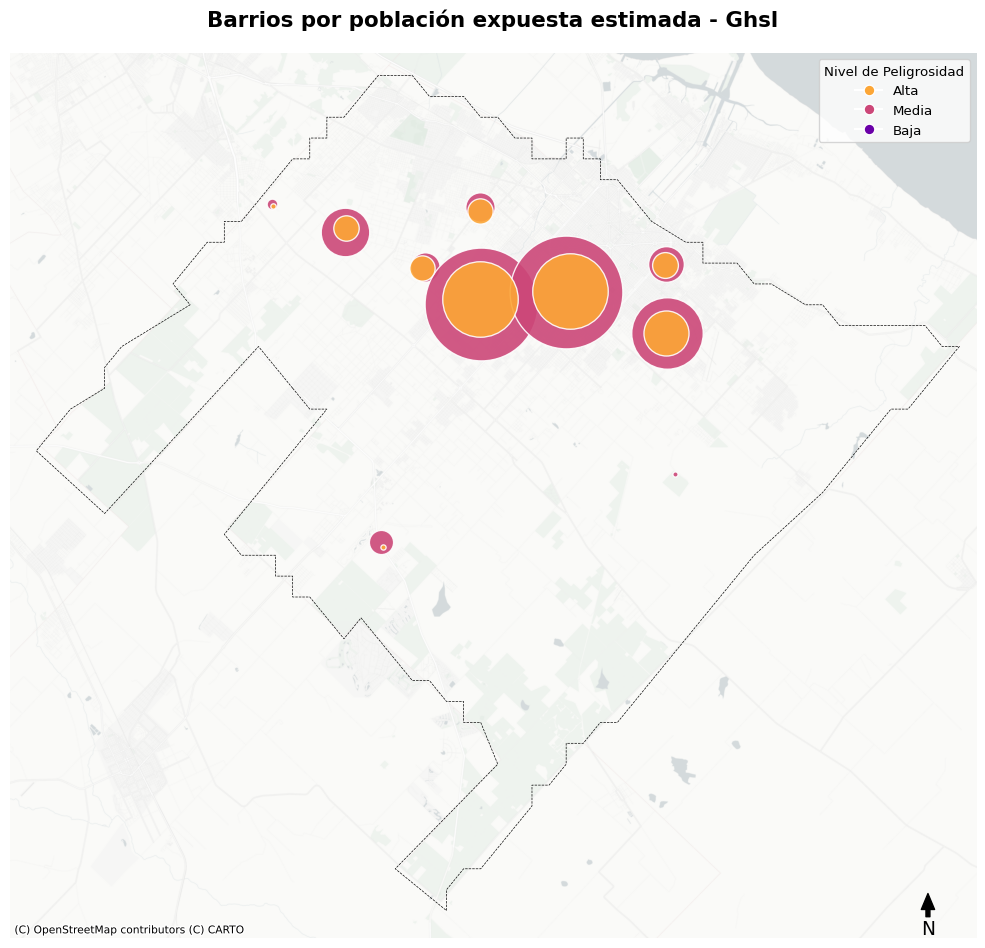 Barrios por población expuesta estimada - Ghsl
Nivel de Peligrosidad
Alta
Media
Baja
(C) OpenStreetMap contributors (C) CARTO
N